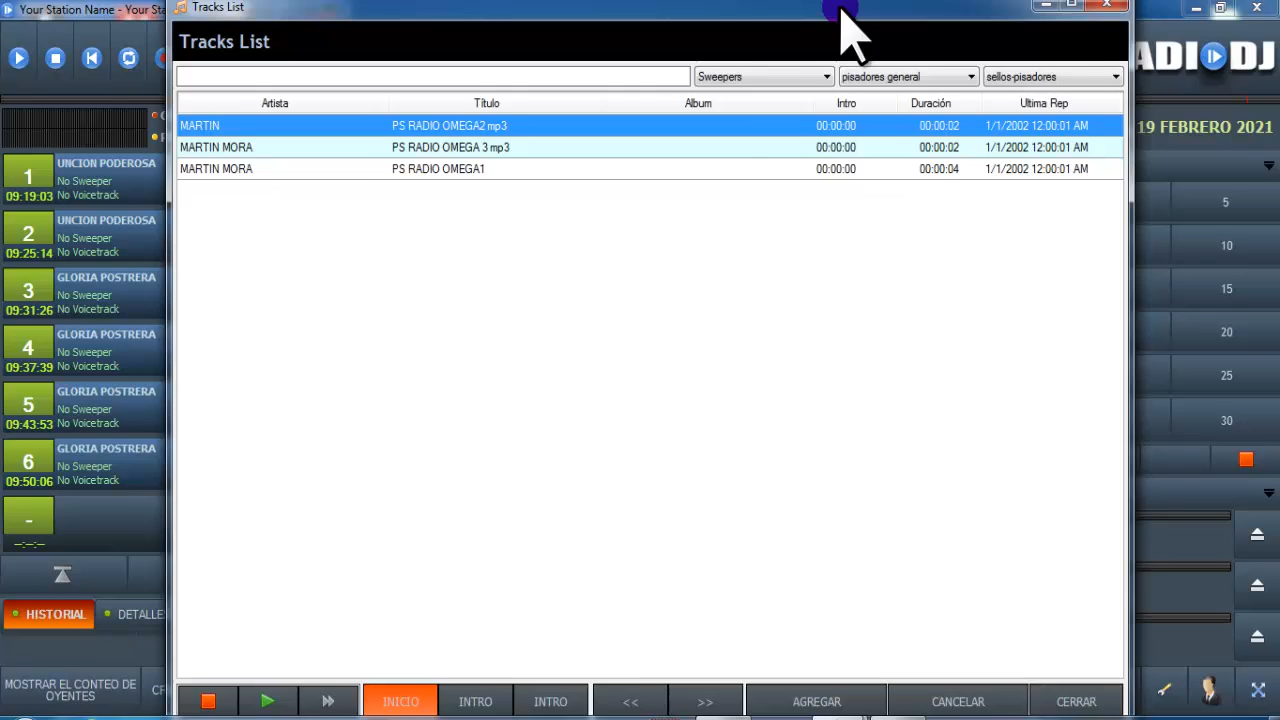 Your Station Name - Your Sta
Tracks List
Tracks List
ADIODJ
19 FEBRERO 2021
Sweepers
pisadores general
sellos-pisadores
Artista Título Album Intro Duración Ultima Rep
MARTIN PS RADIO OMEGA2 mp3 00:00:00 00:00:02 1/1/2002 12:00:01 AM
MARTIN MORA PS RADIO OMEGA 3 mp3 00:00:00 00:00:02 1/1/2002 12:00:01 AM
MARTIN MORA PS RADIO OMEGA1 00:00:00 00:00:04 1/1/2002 12:00:01 AM
1 UNCION PODEROSA
No Sweeper
09:19:03 No Voicetrack
2 UNCION PODEROSA
No Sweeper
09:25:14 No Voicetrack
3 GLORIA POSTRERA
No Sweeper
09:31:26 No Voicetrack
4 GLORIA POSTRERA
No Sweeper
09:37:39 No Voicetrack
5 GLORIA POSTRERA
No Sweeper
09:43:53 No Voicetrack
6 GLORIA POSTRERA
No Sweeper
09:50:06 No Voicetrack
-
--:--:--
5
10
15
20
25
30
HISTORIAL
DETALLE
MOSTRAR EL CONTEO DE
OYENTES
INICIO INTRO INTRO << >> AGREGAR CANCELAR CERRAR